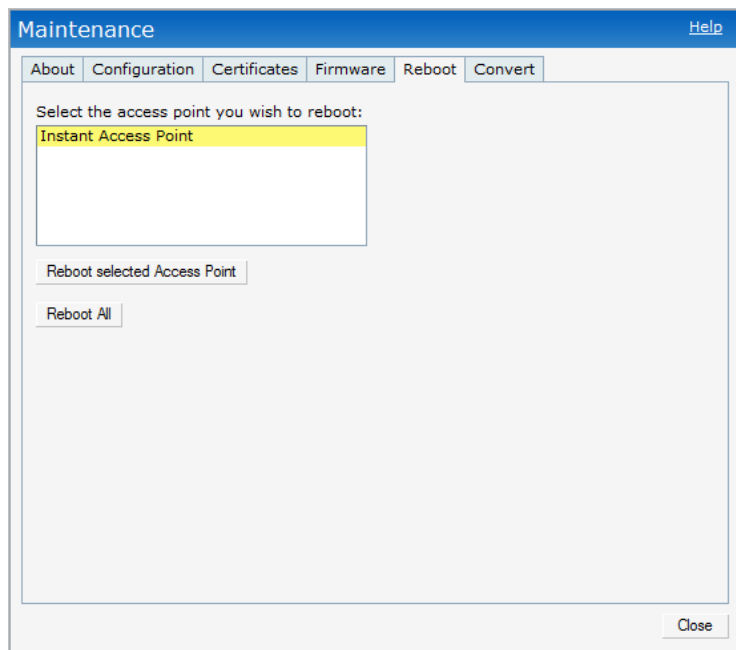 Maintenance Help
About Configuration Certificates Firmware Reboot Convert
Select the access point you wish to reboot:
Instant Access Point
Reboot selected Access Point
Reboot All
Close